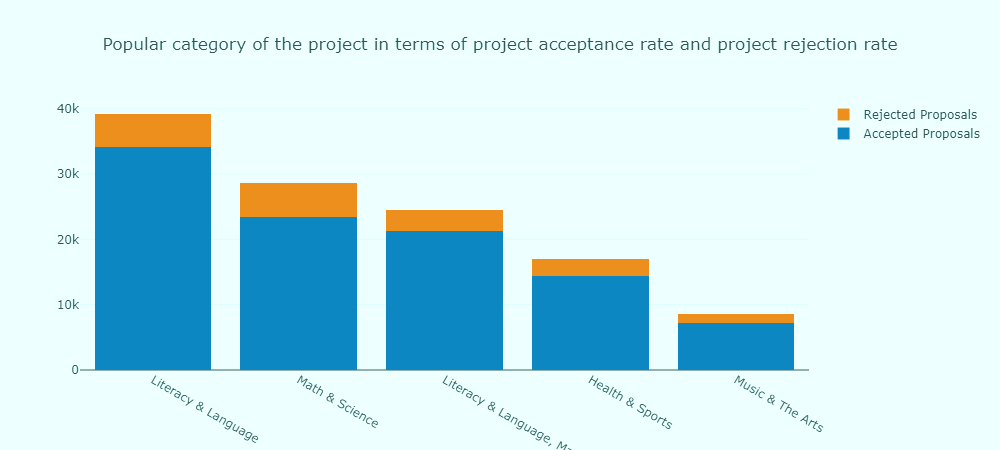 Popular category of the project in terms of project acceptance rate and project rejection rate
40k
30k
20k
10k
0
Rejected Proposals
Accepted Proposals
Literacy & Language
Math & Science
Literacy & Language,
Health & Sports
Music & The Arts